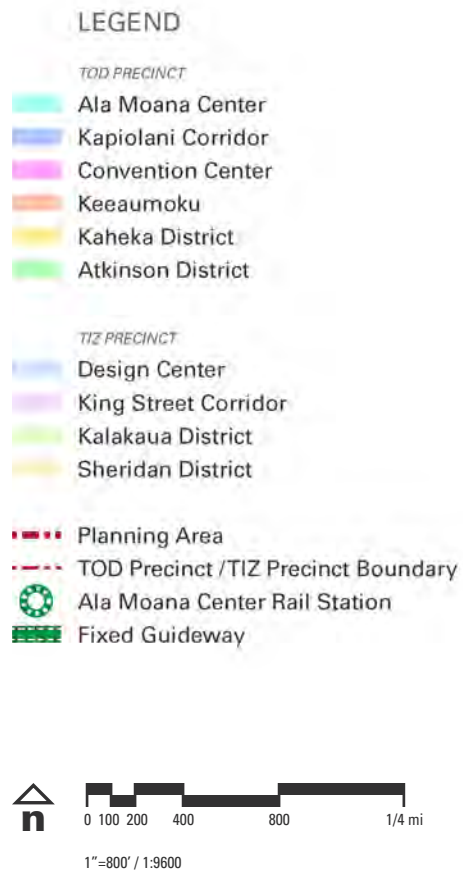 LEGEND
TOD PRECINCT
Ala Moana Center
Kapiolani Corridor
Convention Center
Keeaumoku
Kaheka District
Atkinson District
TIZ PRECINCT
Design Center
King Street Corridor
Kalakaua District
Sheridan District
Planning Area
TOD Precinct /TIZ Precinct Boundary
Ala Moana Center Rail Station
Fixed Guideway
n
0 100 200 400 800 1/4 mi
1"=800' / 1:9600